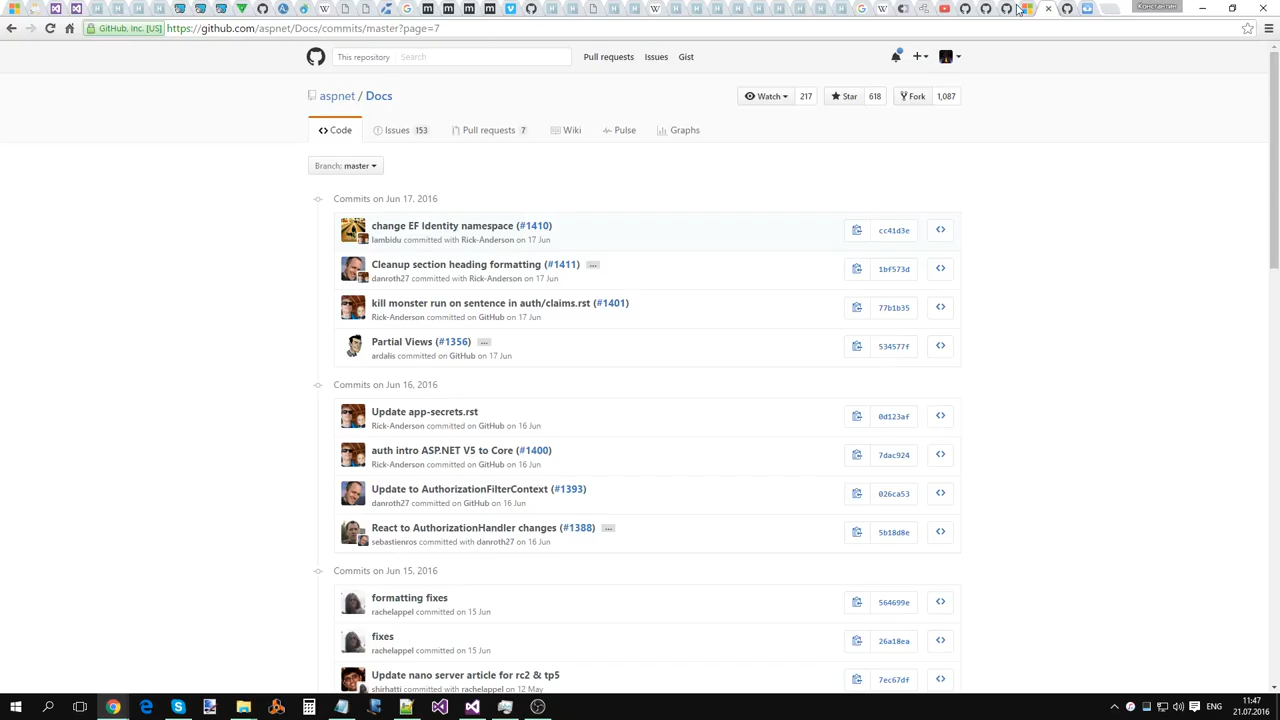 Константин
GitHub, Inc. [US]
https://github.com/aspnet/Docs/commits/master?page=7
This repository
Search
Pull requests
Issues
Gist
aspnet / Docs
Watch
217
Star
618
Fork
1,087
Code
Issues
153
Pull requests
7
Wiki
Pulse
Graphs
Branch: master
Commits on Jun 17, 2016
change EF Identity namespace (#1410)
lambidu committed with Rick-Anderson on 17 Jun
cc41d3e
Cleanup section heading formatting (#1411)
…
danroth27 committed with Rick-Anderson on 17 Jun
1bf573d
kill monster run on sentence in auth/claims.rst (#1401)
Rick-Anderson committed on GitHub on 17 Jun
77b1b35
Partial Views (#1356)
…
ardalis committed on GitHub on 17 Jun
534577f
Commits on Jun 16, 2016
Update app-secrets.rst
Rick-Anderson committed on GitHub on 16 Jun
0d123af
auth intro ASP.NET V5 to Core (#1400)
Rick-Anderson committed on GitHub on 16 Jun
7dac924
Update to AuthorizationFilterContext (#1393)
danroth27 committed on GitHub on 16 Jun
026ca53
React to AuthorizationHandler changes (#1388)
…
sebastienros committed with danroth27 on 16 Jun
5b18d8e
Commits on Jun 15, 2016
formatting fixes
rachelappel committed on 15 Jun
564699e
fixes
rachelappel committed on 15 Jun
26a18ea
Update nano server article for rc2 & tp5
shirhatti committed with rachelappel on 12 May
7ec67df
ENG
11:47
21.07.2016